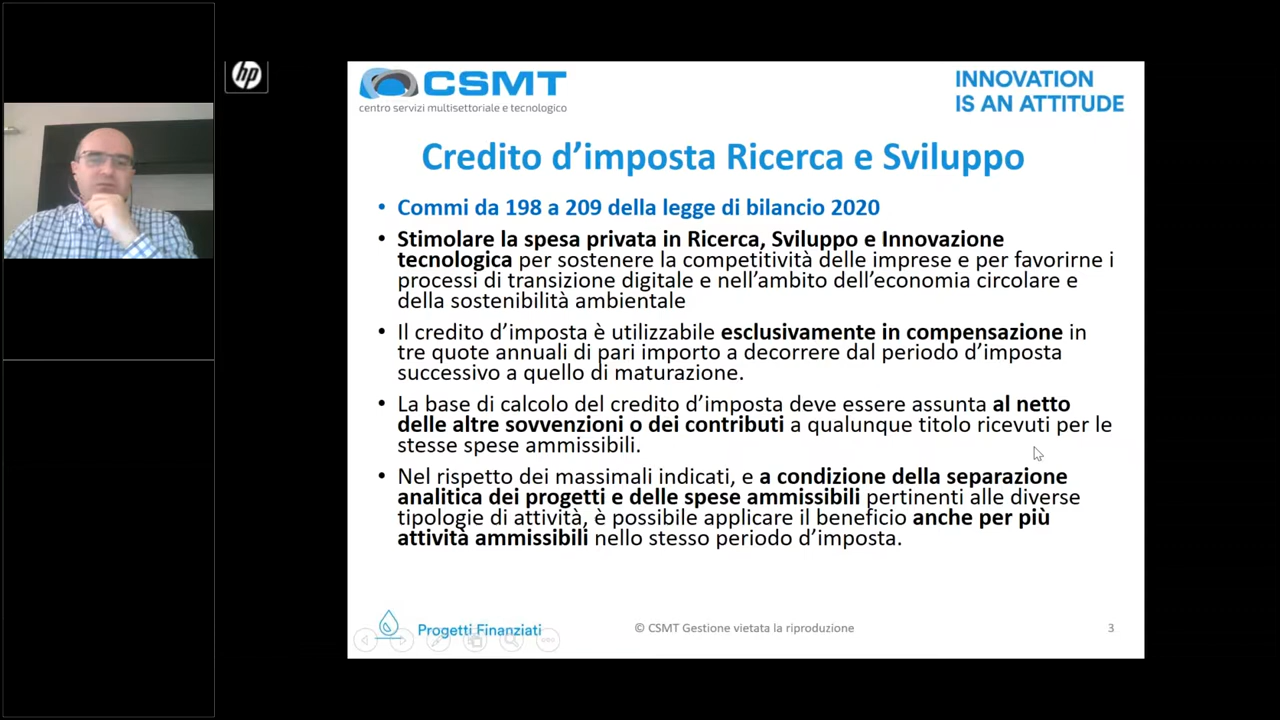 hp
CSMT
centro servizi multisettoriale e tecnologico
INNOVATION
IS AN ATTITUDE
Credito d'imposta Ricerca e Sviluppo
• Commi da 198 a 209 della legge di bilancio 2020
• Stimolare la spesa privata in Ricerca, Sviluppo e Innovazione
tecnologica per sostenere la competitività delle imprese e per favorirne i
processi di transizione digitale e nell'ambito dell'economia circolare e
della sostenibilità ambientale
• Il credito d'imposta è utilizzabile esclusivamente in compensazione in
tre quote annuali di pari importo a decorrere dal periodo d'imposta
successivo a quello di maturazione.
• La base di calcolo del credito d'imposta deve essere assunta al netto
delle altre sovvenzioni o dei contributi a qualunque titolo ricevuti per le
stesse spese ammissibili.
• Nel rispetto dei massimali indicati, e a condizione della separazione
analitica dei progetti e delle spese ammissibili pertinenti alle diverse
tipologie di attività, è possibile applicare il beneficio anche per più
attività ammissibili nello stesso periodo d'imposta.
Progetti Finanziati
© CSMT Gestione vietata la riproduzione
3